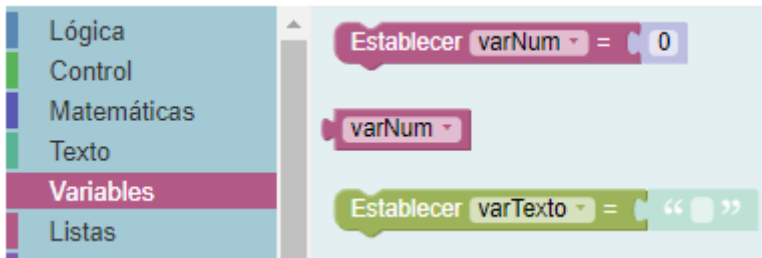 Lógica
Control
Matemáticas
Texto
Variables
Listas
Establecer varNum = 0
varNum
Establecer varTexto = “ ”